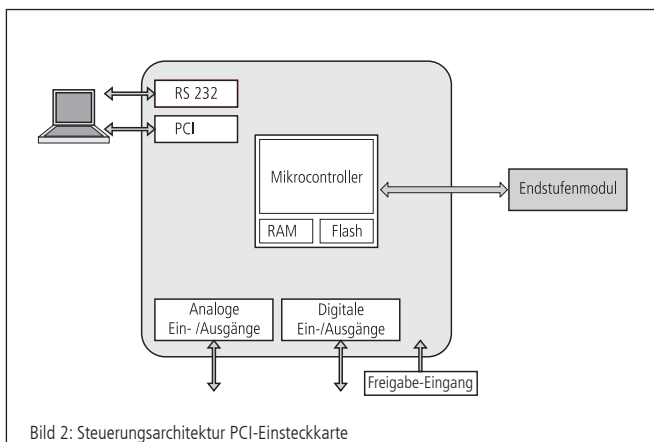 RS 232
PCI
Mikrocontroller
RAM
Flash
Endstufenmodul
Analoge
Ein- /Ausgänge
Digitale
Ein-/Ausgänge
Freigabe-Eingang
Bild 2: Steuerungsarchitektur PCI-Einsteckkarte